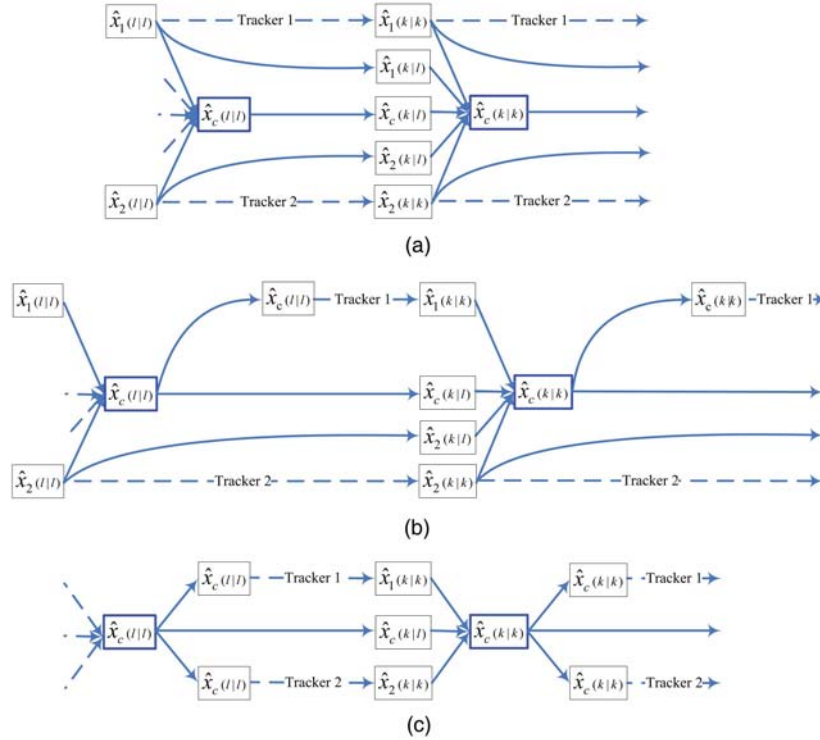 x̂₁(l|l) Tracker 1 x̂₁(k|k) Tracker 1
x̂₁(k|l)
x̂c(l|l) x̂c(k|l) x̂c(k|k)
x̂₂(k|l)
x̂₂(l|l) Tracker 2 x̂₂(k|k) Tracker 2
(a)
x̂₁(l|l) x̂c(l|l) Tracker 1 x̂₁(k|k) x̂c(k|k) Tracker 1
x̂c(l|l) x̂c(k|l) x̂c(k|k)
x̂₂(k|l)
x̂₂(l|l) Tracker 2 x̂₂(k|k) Tracker 2
(b)
x̂c(l|l) Tracker 1 x̂₁(k|k) x̂c(k|k) Tracker 1
x̂c(l|l) x̂c(k|l) x̂c(k|k)
x̂c(l|l) Tracker 2 x̂₂(k|k) x̂c(k|k) Tracker 2
(c)